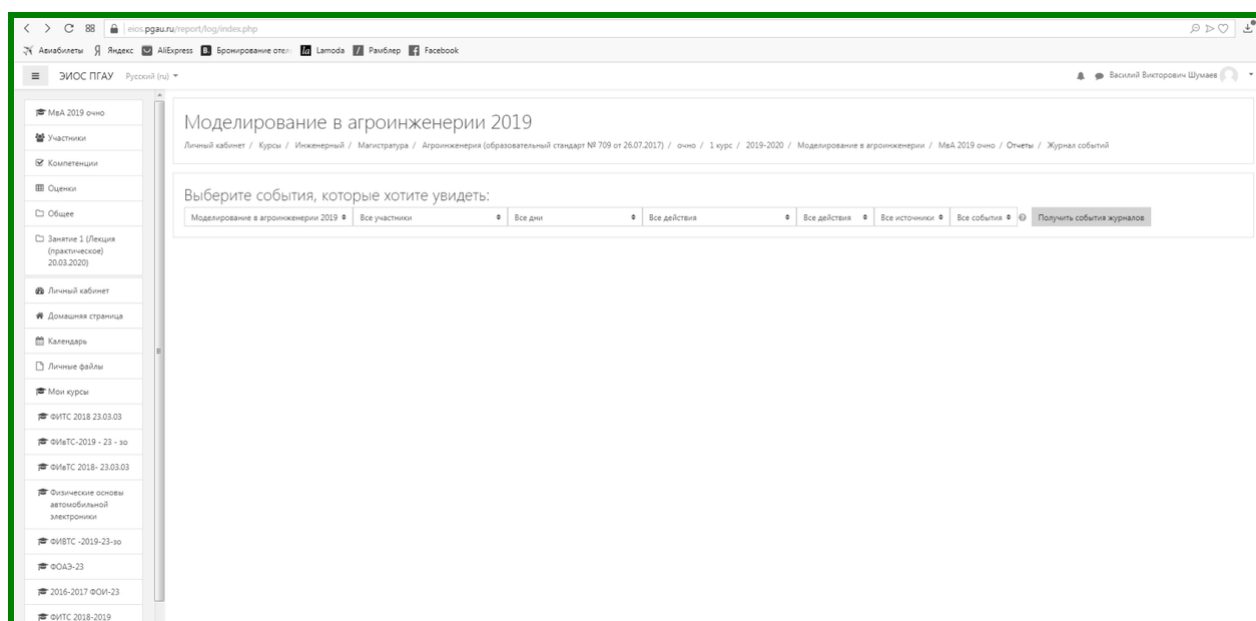 eios.pgau.ru/report/log/index.php
Авиабилеты Яндекс AliExpress Бронирование отел Lamoda Рамблер Facebook
ЭИОС ПГАУ Русский (ru)
Василий Викторович Шумаев
МвА 2019 очно
Участники
Компетенции
Оценки
Общее
Занятие 1 (Лекция
(практическое)
20.03.2020)
Личный кабинет
Домашняя страница
Календарь
Личные файлы
Мои курсы
ФИТС 2018 23.03.03
ФИвТС-2019 - 23 - зо
ФИвТС 2018- 23.03.03
Физические основы
автомобильной
электроники
ФИВТС -2019-23-зо
ФОАЭ-23
2016-2017 ФОИ-23
ФИТС 2018-2019
Моделирование в агроинженерии 2019
Личный кабинет / Курсы / Инженерный / Магистратура / Агроинженерия (образовательный стандарт № 709 от 26.07.2017) / очно / 1 курс / 2019-2020 / Моделирование в агроинженерии / МвА 2019 очно / Отчеты / Журнал событий
Выберите события, которые хотите увидеть:
Моделирование в агроинженерии 2019 Все участники Все дни Все действия Все действия Все источники Все события Получить события журналов